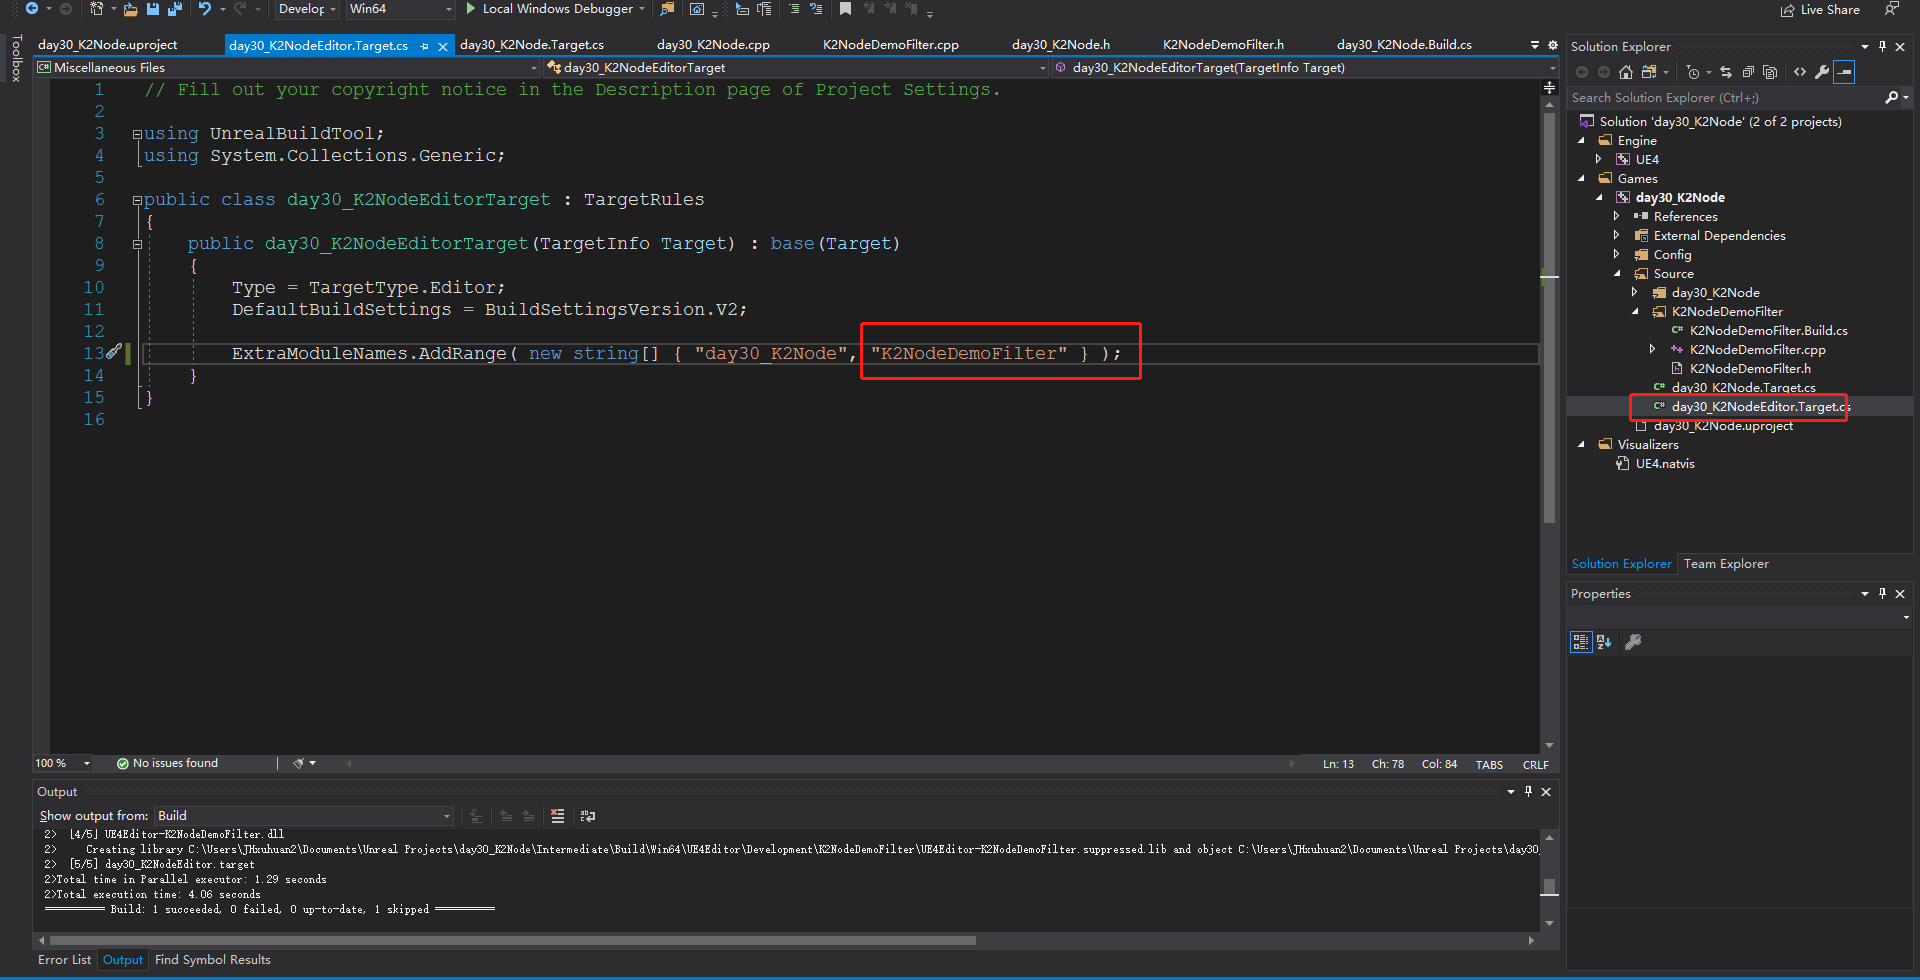 Develop
Win64
Local Windows Debugger
Live Share
Toolbox
day30_K2Node.uproject
day30_K2NodeEditor.Target.cs
day30_K2Node.Target.cs
day30_K2Node.cpp
K2NodeDemoFilter.cpp
day30_K2Node.h
K2NodeDemoFilter.h
day30_K2Node.Build.cs
Miscellaneous Files
day30_K2NodeEditorTarget
day30_K2NodeEditorTarget(TargetInfo Target)
1 // Fill out your copyright notice in the Description page of Project Settings.
2
3 using UnrealBuildTool;
4 using System.Collections.Generic;
5
6 public class day30_K2NodeEditorTarget : TargetRules
7 {
8 public day30_K2NodeEditorTarget(TargetInfo Target) : base(Target)
9 {
10 Type = TargetType.Editor;
11 DefaultBuildSettings = BuildSettingsVersion.V2;
12
13 ExtraModuleNames.AddRange( new string[] { "day30_K2Node", "K2NodeDemoFilter" } );
14 }
15 }
16
100 %
No issues found
Ln: 13 Ch: 78 Col: 84 TABS CRLF
Output
Show output from: Build
2> [4/5] UE4Editor-K2NodeDemoFilter.dll
2> Creating library C:\Users\JHxuhuan2\Documents\Unreal Projects\day30_K2Node\Intermediate\Build\Win64\UE4Editor\Development\K2NodeDemoFilter\UE4Editor-K2NodeDemoFilter.suppressed.lib and object C:\Users\JHxuhuan2\Documents\Unreal Projects\day30_
2> [5/5] day30_K2NodeEditor.target
2>Total time in Parallel executor: 1.29 seconds
2>Total execution time: 4.06 seconds
========== Build: 1 succeeded, 0 failed, 0 up-to-date, 1 skipped ==========
Error List Output Find Symbol Results
Solution Explorer
Search Solution Explorer (Ctrl+;)
Solution 'day30_K2Node' (2 of 2 projects)
Engine
UE4
Games
day30_K2Node
References
External Dependencies
Config
Source
day30_K2Node
K2NodeDemoFilter
K2NodeDemoFilter.Build.cs
K2NodeDemoFilter.cpp
K2NodeDemoFilter.h
day30_K2Node.Target.cs
day30_K2NodeEditor.Target.cs
day30_K2Node.uproject
Visualizers
UE4.natvis
Solution Explorer Team Explorer
Properties